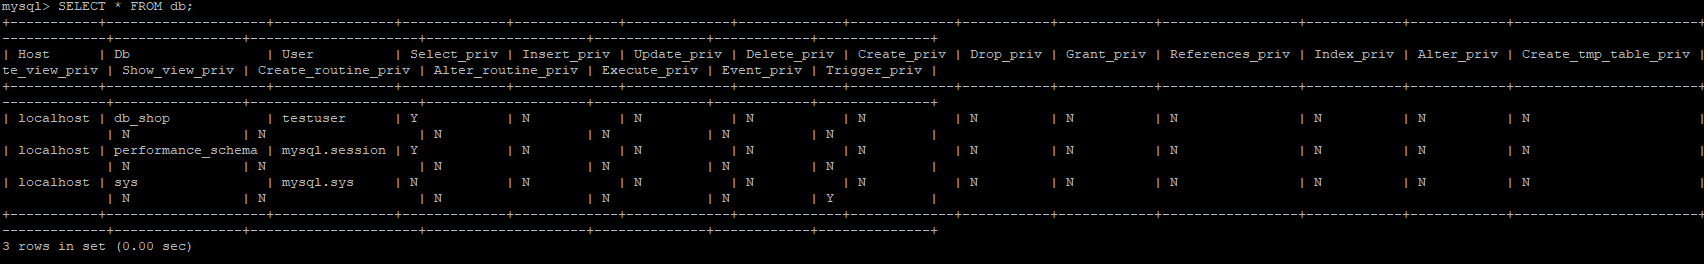 mysql> SELECT * FROM db;
+-----------+--------------------+---------------+-------------+-------------+-------------+-------------+-------------+-----------+------------+-----------------+------------+------------+-----------------------+
-------------+----------------+---------------------+--------------------+--------------+------------+--------------+
| Host      | Db                 | User          | Select_priv | Insert_priv | Update_priv | Delete_priv | Create_priv | Drop_priv | Grant_priv | References_priv | Index_priv | Alter_priv | Create_tmp_table_priv |
te_view_priv | Show_view_priv | Create_routine_priv | Alter_routine_priv | Execute_priv | Event_priv | Trigger_priv |
+-----------+--------------------+---------------+-------------+-------------+-------------+-------------+-------------+-----------+------------+-----------------+------------+------------+-----------------------+
-------------+----------------+---------------------+--------------------+--------------+------------+--------------+
| localhost | db_shop            | testuser      | Y           | N           | N           | N           | N           | N         | N          | N               | N          | N          | N                     |
             | N              | N                   | N                  | N            | N          | N            |
| localhost | performance_schema | mysql.session | Y           | N           | N           | N           | N           | N         | N          | N               | N          | N          | N                     |
             | N              | N                   | N                  | N            | N          | N            |
| localhost | sys                | mysql.sys     | N           | N           | N           | N           | N           | N         | N          | N               | N          | N          | N                     |
             | N              | N                   | N                  | N            | N          | Y            |
+-----------+--------------------+---------------+-------------+-------------+-------------+-------------+-------------+-----------+------------+-----------------+------------+------------+-----------------------+
-------------+----------------+---------------------+--------------------+--------------+------------+--------------+
3 rows in set (0.00 sec)